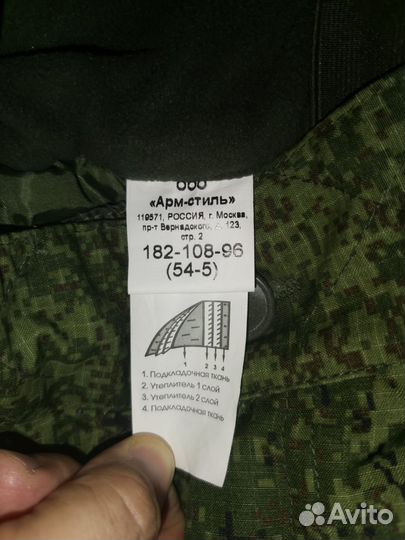 ООО
«Арм-стиль»
119571, РОССИЯ, г. Москва,
пр-т Вернадского, д. 123,
стр. 2
182-108-96
(54-5)
1 2 3 4
1. Подкладочная ткань
2. Утеплитель 1 слой
3. Утеплитель 2 слой
4. Подкладочная ткань
Avito